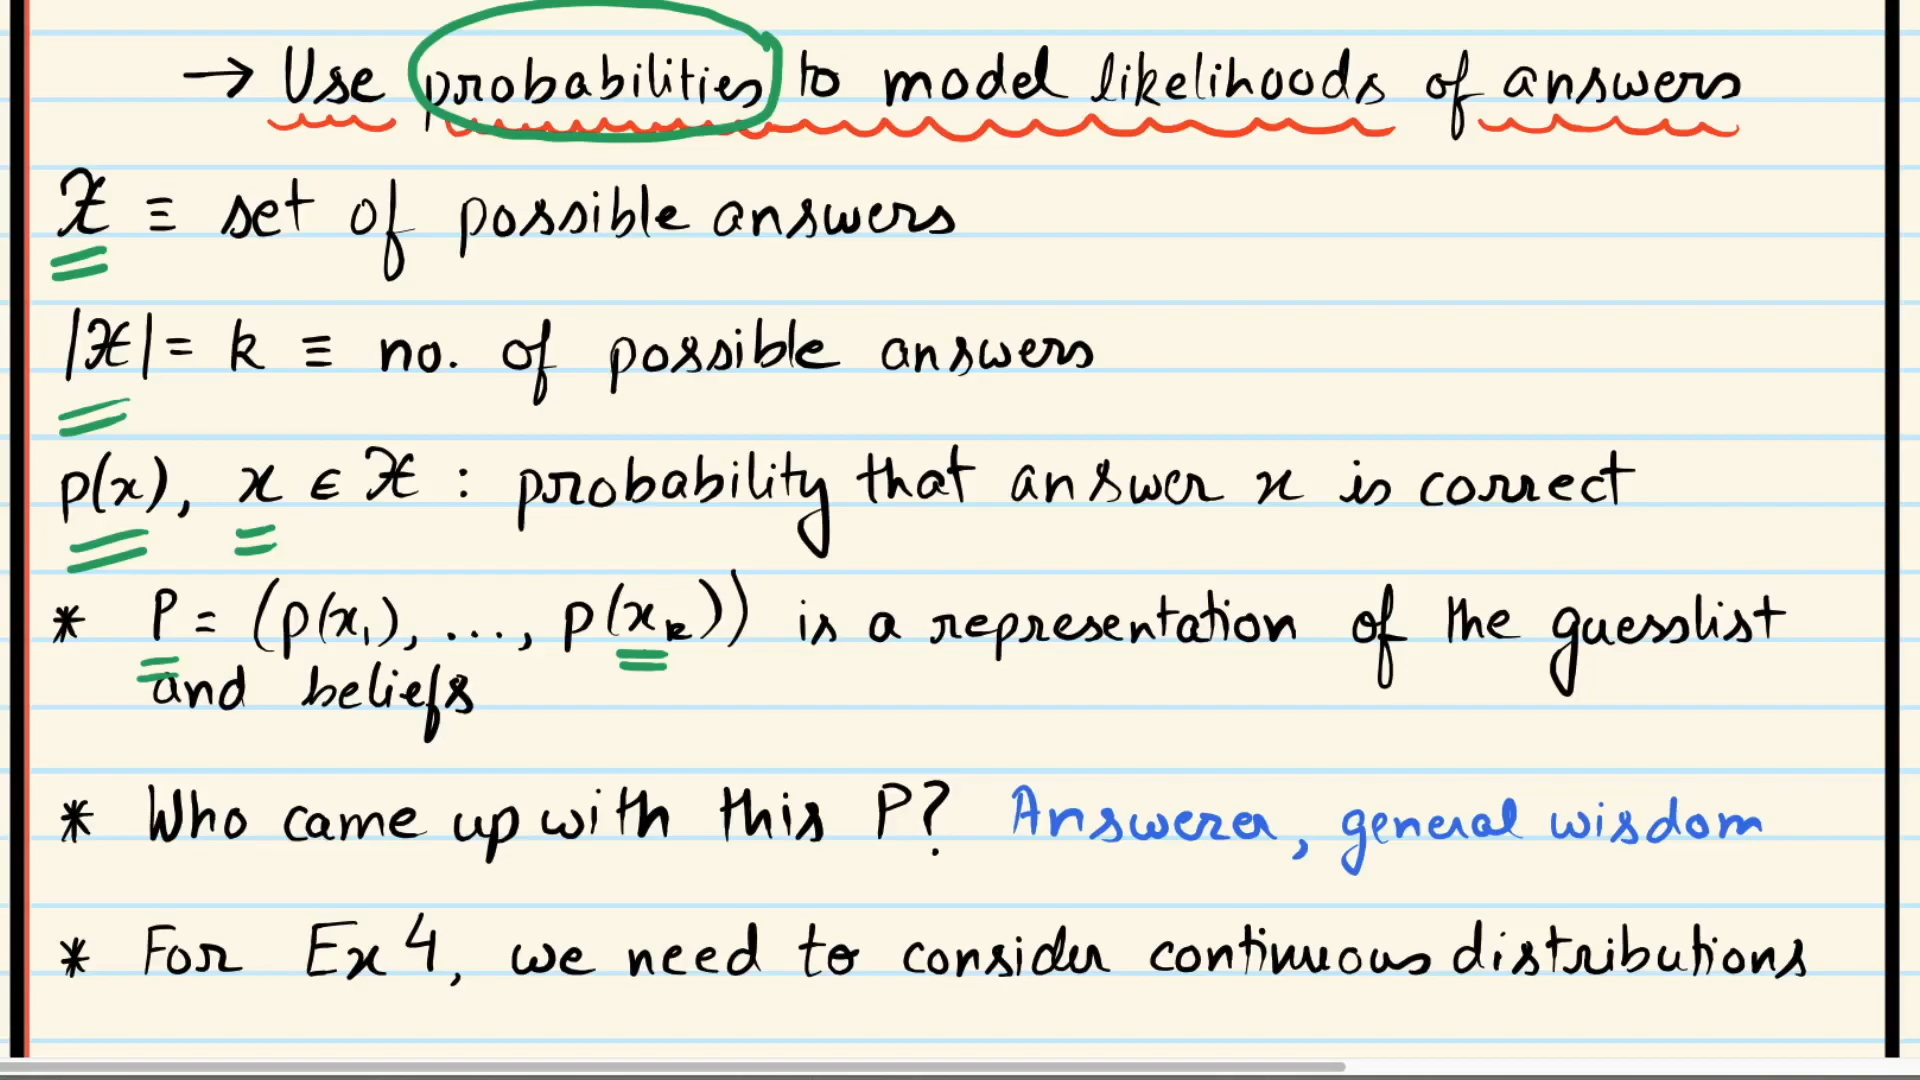 → Use probabilities to model likelihoods of answers
𝒳 ≡ set of possible answers
|𝒳| = k ≡ no. of possible answers
p(x), x ∈ 𝒳 : probability that answer x is correct
* P = (p(x₁), ..., p(xₖ)) is a representation of the guesslist
and beliefs
* Who came up with this P? Answerer, general wisdom
* For Ex 4, we need to consider continuous distributions